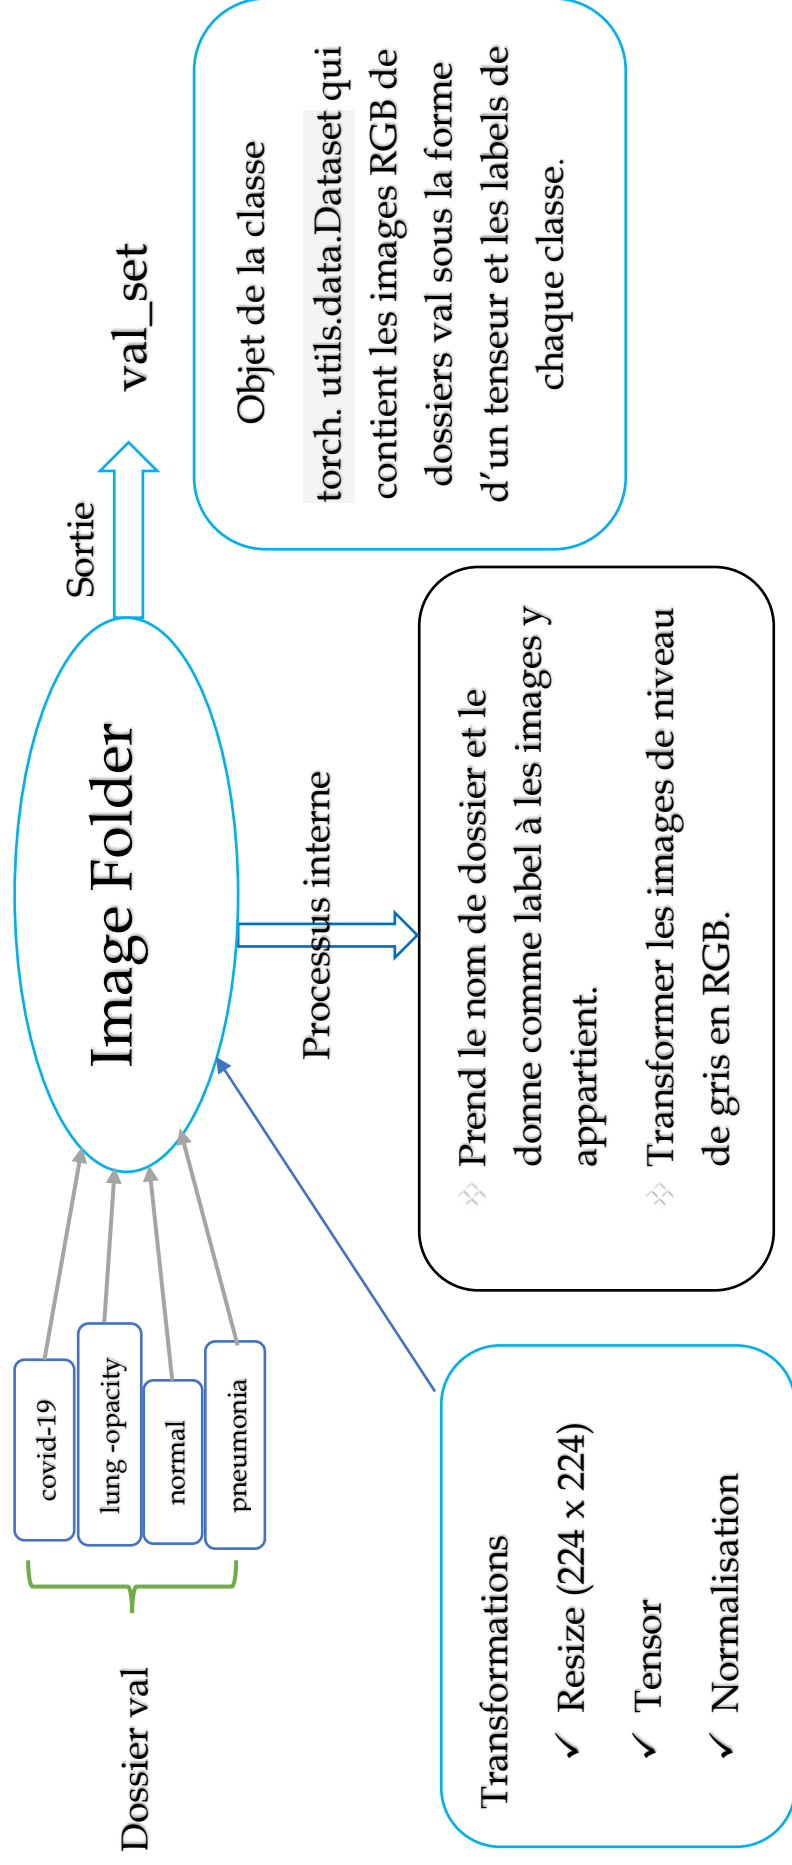 Dossier val
covid-19
lung -opacity
normal
pneumonia
Image Folder
Sortie
val_set
Processus interne
Transformations
✓ Resize (224 x 224)
✓ Tensor
✓ Normalisation
❖ Prend le nom de dossier et le
donne comme label à les images y
appartient.
❖ Transformer les images de niveau
de gris en RGB.
Objet de la classe
torch. utils.data.Dataset qui
contient les images RGB de
dossiers val sous la forme
d'un tenseur et les labels de
chaque classe.